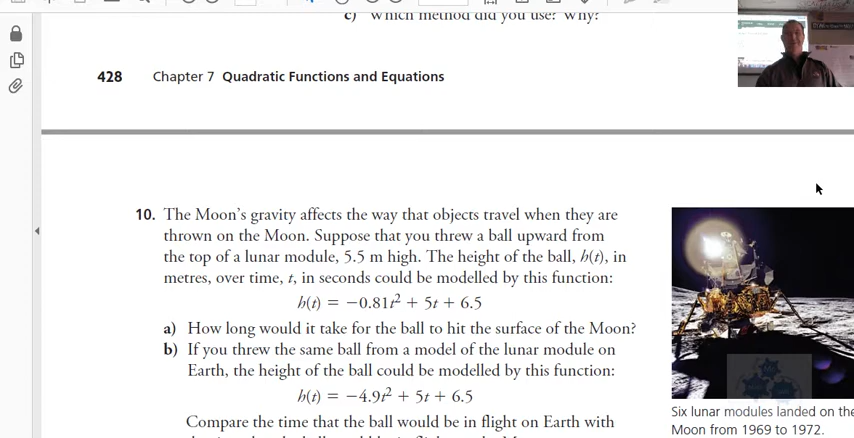 c) Which method did you use? Why?
428 Chapter 7 Quadratic Functions and Equations
10. The Moon's gravity affects the way that objects travel when they are
thrown on the Moon. Suppose that you threw a ball upward from
the top of a lunar module, 5.5 m high. The height of the ball, h(t), in
metres, over time, t, in seconds could be modelled by this function:
h(t) = −0.81t² + 5t + 6.5
a) How long would it take for the ball to hit the surface of the Moon?
b) If you threw the same ball from a model of the lunar module on
Earth, the height of the ball could be modelled by this function:
h(t) = −4.9t² + 5t + 6.5
Compare the time that the ball would be in flight on Earth with
Six lunar modules landed on the
Moon from 1969 to 1972.